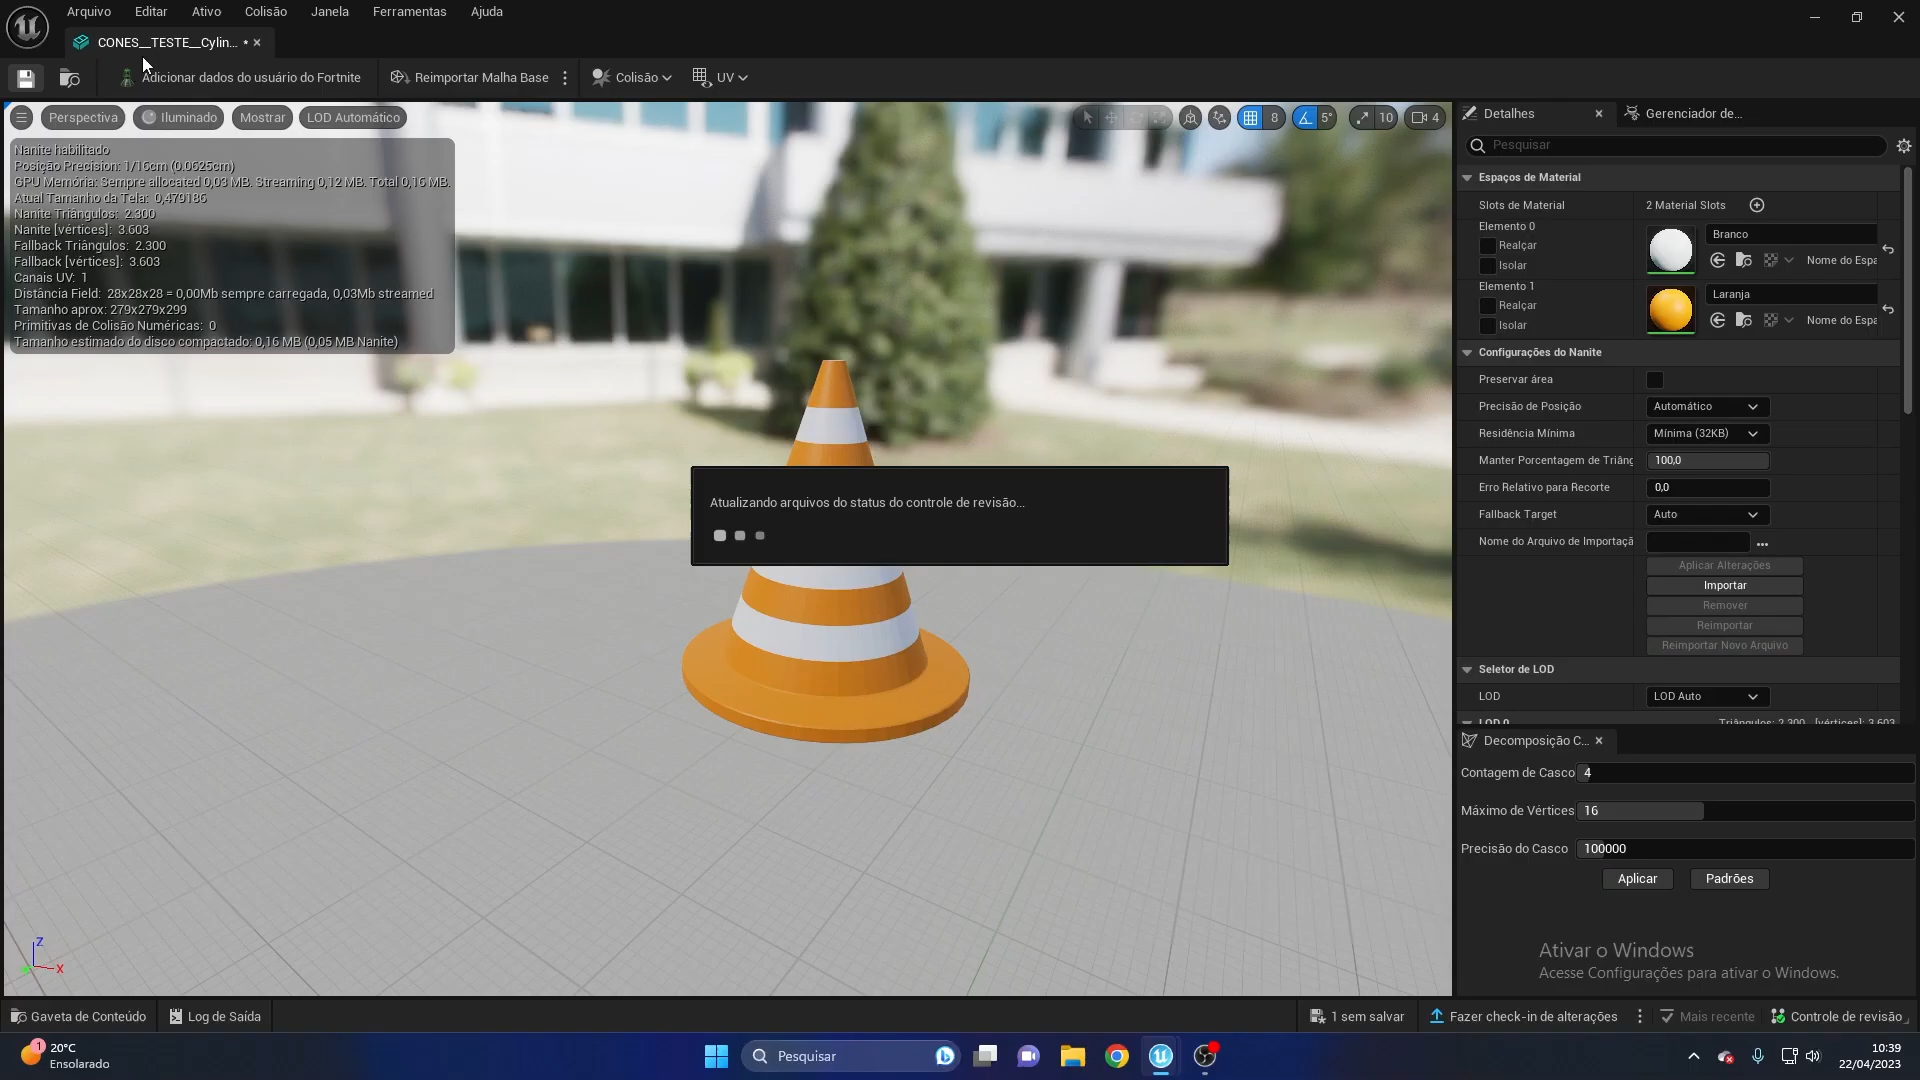 Arquivo Editar Ativo Colisão Janela Ferramentas Ajuda
CONES__TESTE__Cylin... *
Adicionar dados do usuário do Fortnite Reimportar Malha Base Colisão UV
Perspectiva Iluminado Mostrar LOD Automático 8 5° 10 4
Nanite habilitado
Posição Precision: 1/16cm (0.0625cm)
GPU Memória: Sempre allocated 0,03 MB. Streaming 0,12 MB. Total 0,16 MB.
Atual Tamanho da Tela: 0,479186
Nanite Triângulos: 2.300
Nanite [vértices]: 3.603
Fallback Triângulos: 2.300
Fallback [vértices]: 3.603
Canais UV: 1
Distância Field: 28x28x28 = 0,00Mb sempre carregada, 0,03Mb streamed
Tamanho aprox: 279x279x299
Primitivas de Colisão Numéricas: 0
Tamanho estimado do disco compactado: 0,16 MB (0,05 MB Nanite)
Atualizando arquivos do status do controle de revisão...
Z
X
Detalhes Gerenciador de...
Pesquisar
Espaços de Material
Slots de Material 2 Material Slots
Elemento 0
Realçar
Isolar
Branco
Nome do Espa
Elemento 1
Realçar
Isolar
Laranja
Nome do Espa
Configurações do Nanite
Preservar área
Precisão de Posição Automático
Residência Mínima Mínima (32KB)
Manter Porcentagem de Triâng 100,0
Erro Relativo para Recorte 0,0
Fallback Target Auto
Nome do Arquivo de Importaçã ...
Aplicar Alterações
Importar
Remover
Reimportar
Reimportar Novo Arquivo
Seletor de LOD
LOD LOD Auto
LOD 0 Triângulos: 2.300 [vértices]: 3.603
Decomposição C...
Contagem de Casco 4
Máximo de Vértices 16
Precisão do Casco 100000
Aplicar Padrões
Ativar o Windows
Acesse Configurações para ativar o Windows.
Gaveta de Conteúdo Log de Saída 1 sem salvar Fazer check-in de alterações Mais recente Controle de revisão
1
20°C
Ensolarado
Pesquisar
10:39
22/04/2023